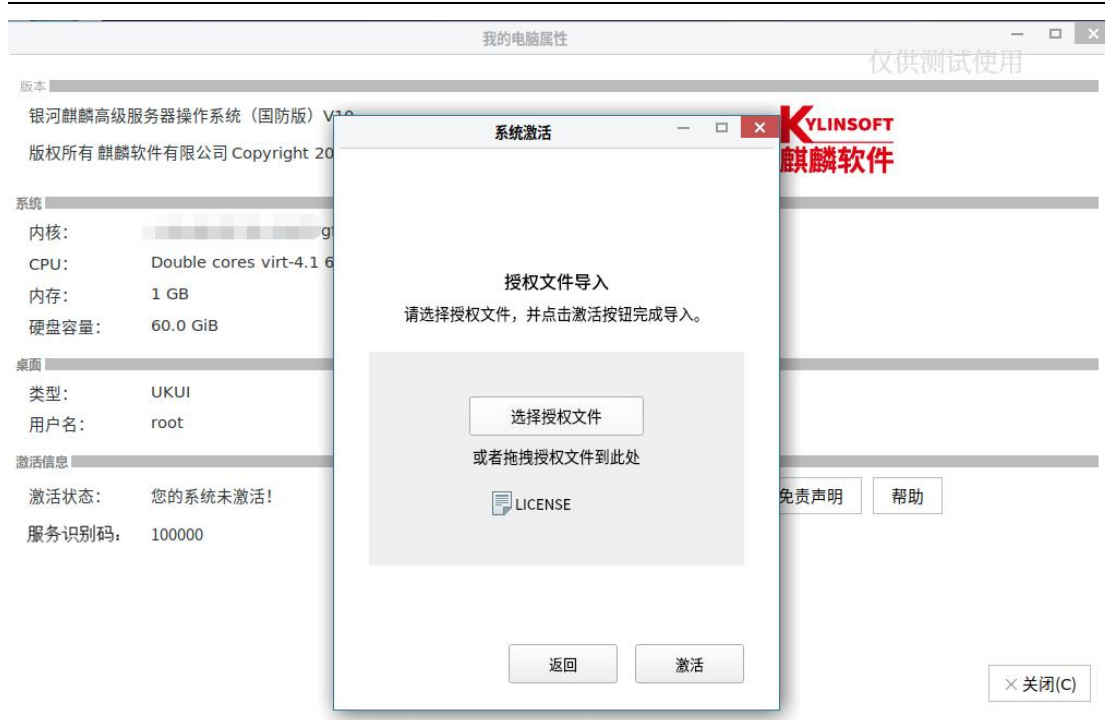 我的电脑属性
仅供测试使用
版本
银河麒麟高级服务器操作系统（国防版）V10
版权所有 麒麟软件有限公司 Copyright 20
KYLINSOFT
麒麟软件
系统
内核：
CPU： Double cores virt-4.1 6
内存： 1 GB
硬盘容量： 60.0 GiB
桌面
类型： UKUI
用户名： root
激活信息
激活状态： 您的系统未激活！
服务识别码： 100000
免责声明
帮助
关闭(C)
系统激活
授权文件导入
请选择授权文件，并点击激活按钮完成导入。
选择授权文件
或者拖拽授权文件到此处
LICENSE
返回
激活